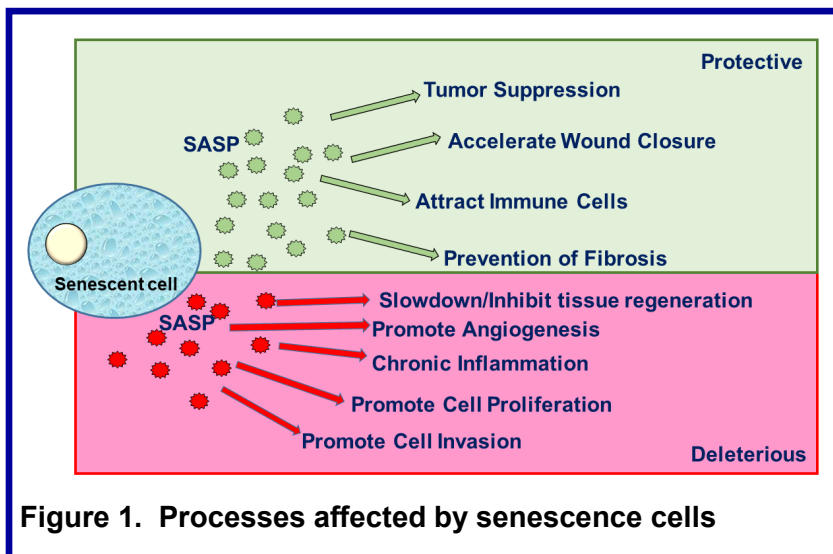 Protective
Tumor Suppression
SASP
Accelerate Wound Closure
Attract Immune Cells
Prevention of Fibrosis
Senescent cell
Slowdown/Inhibit tissue regeneration
SASP
Promote Angiogenesis
Chronic Inflammation
Promote Cell Proliferation
Promote Cell Invasion
Deleterious
Figure 1. Processes affected by senescence cells